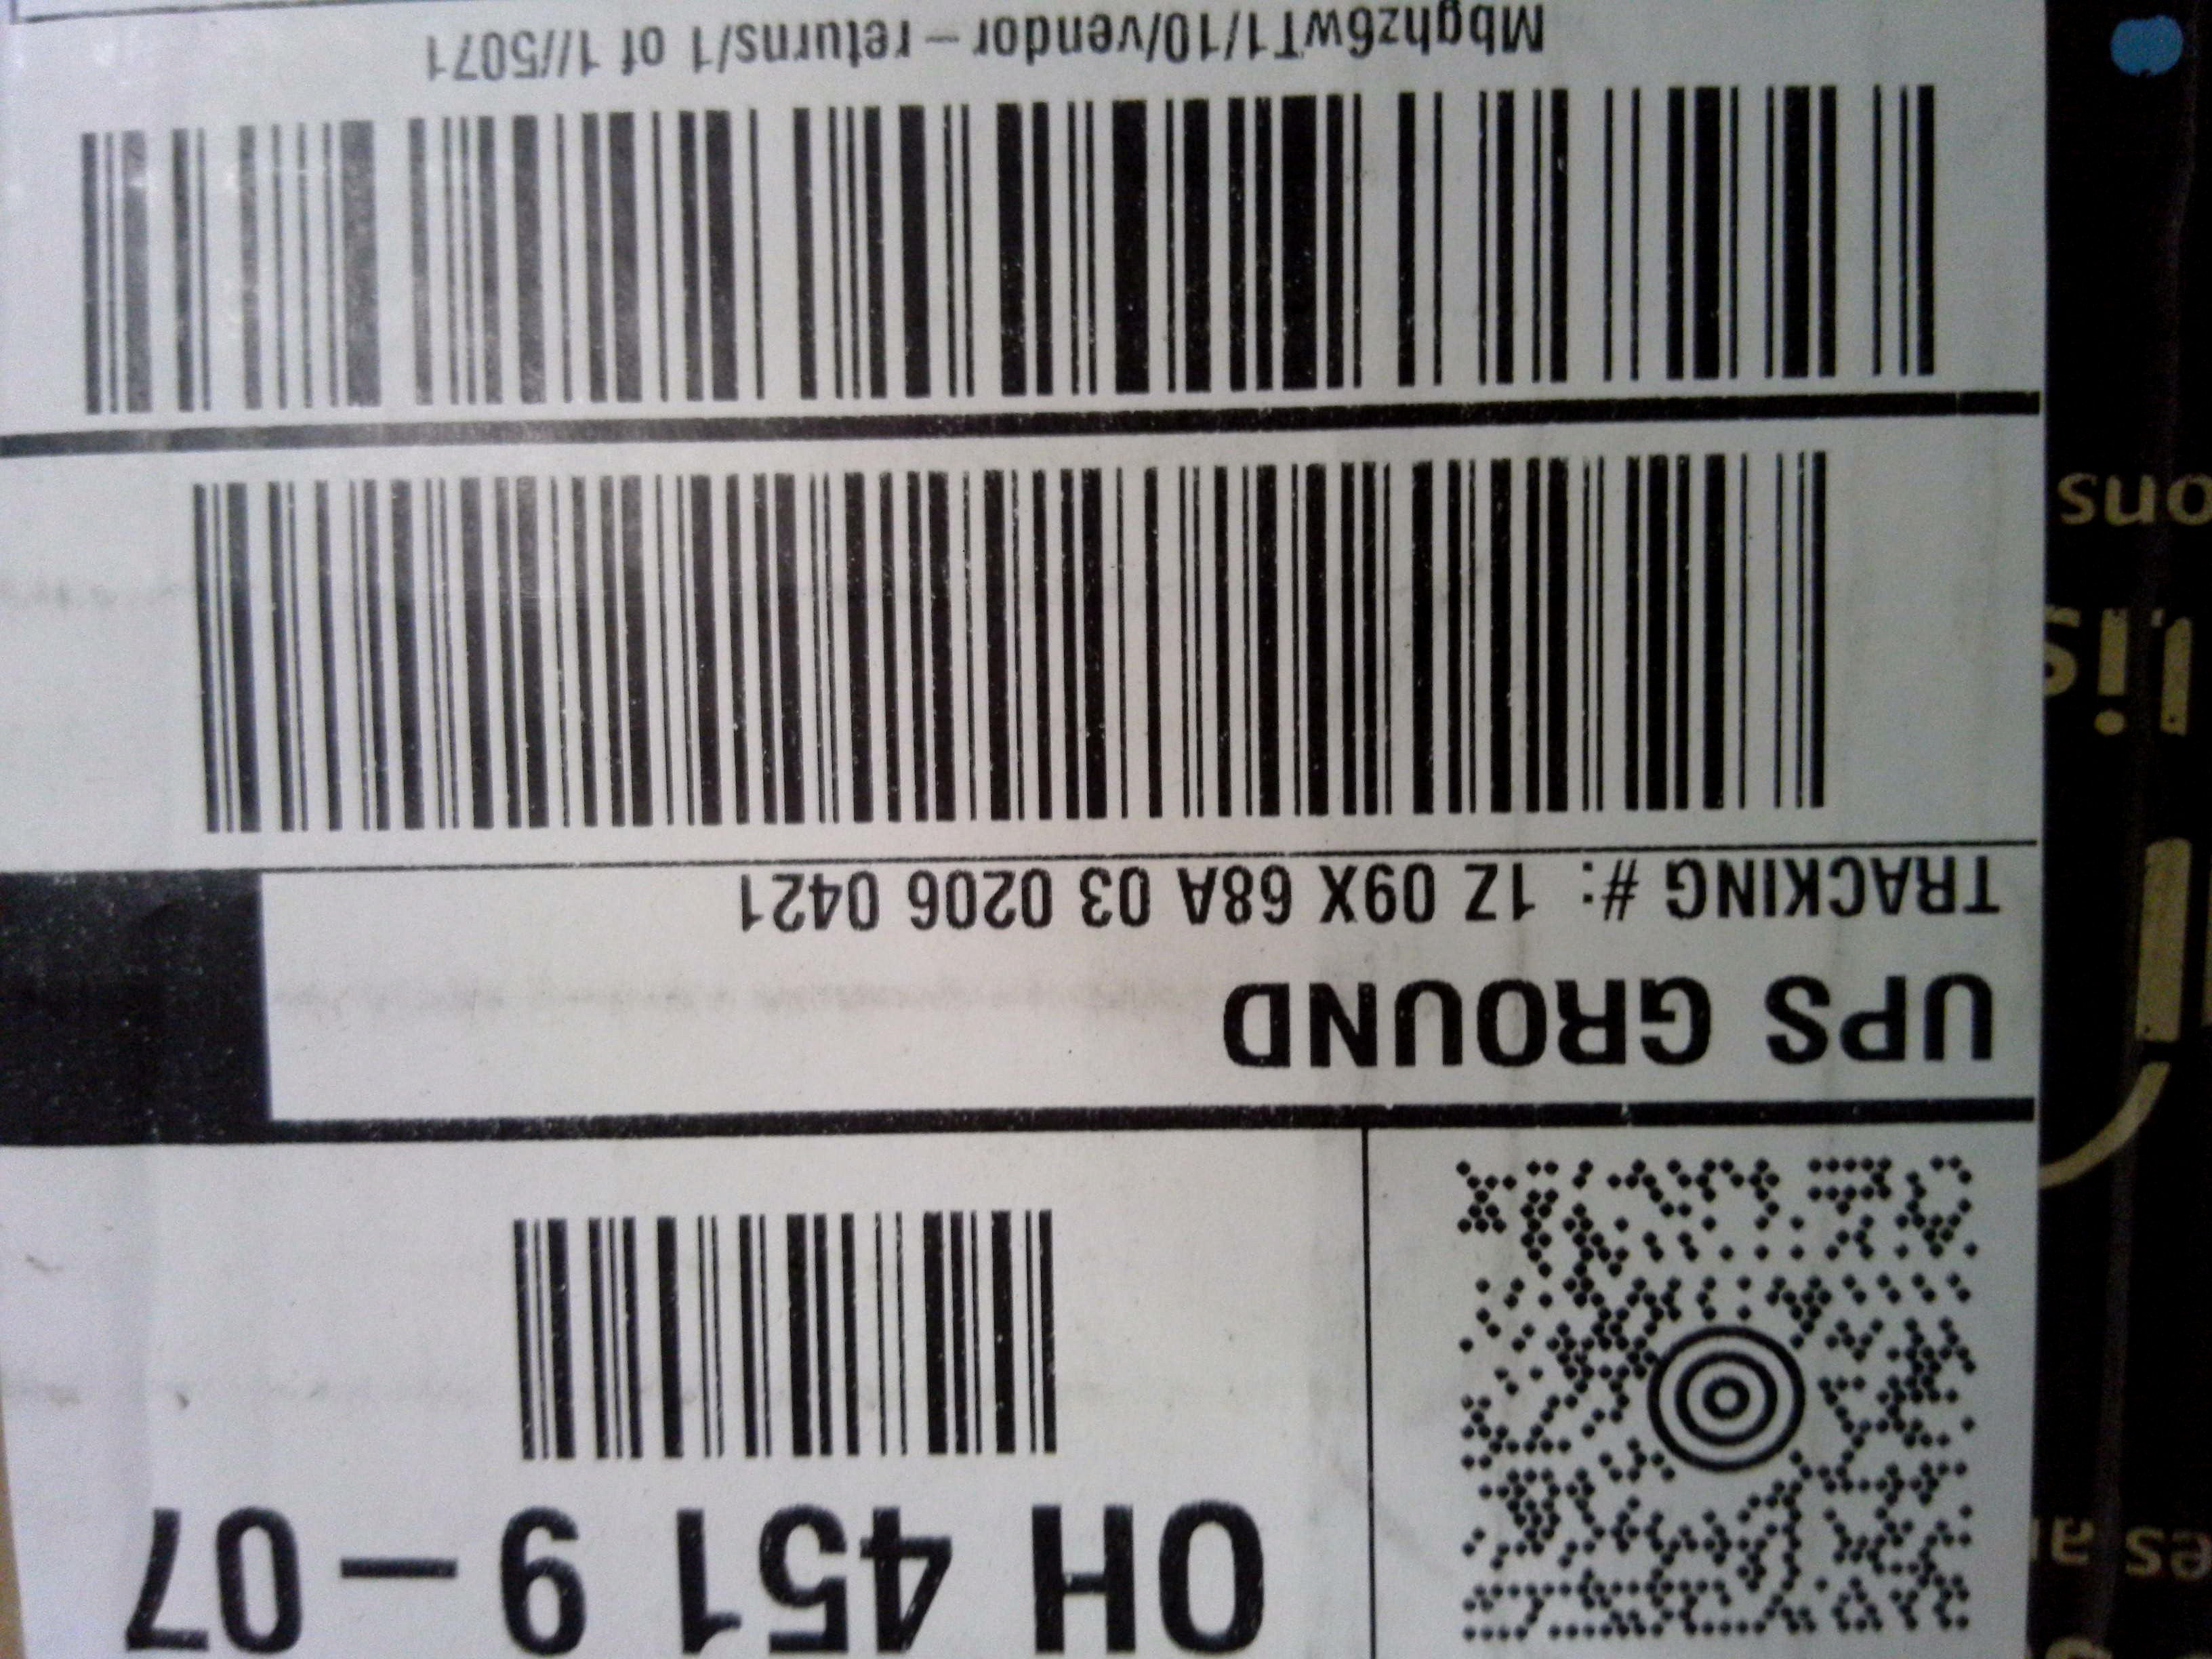 OH 451 9 – 07
UPS GROUND
TRACKING #: 1Z 09X 68A 03 0206 0421
Mbghz6wT1/10/vendor – returns/1 of 1//5071